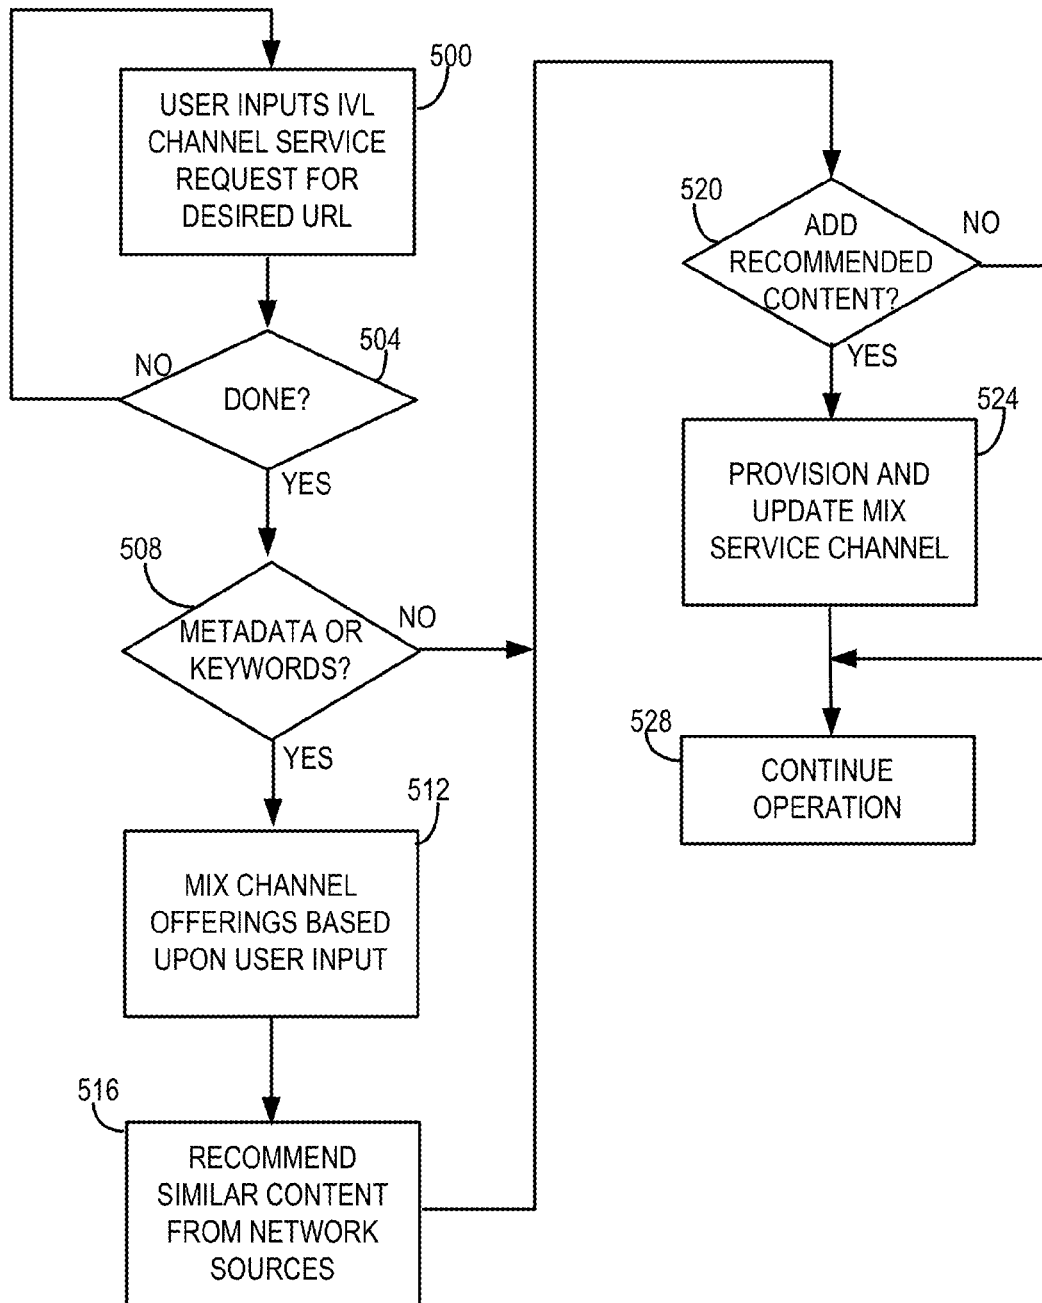 500
USER INPUTS IVL
CHANNEL SERVICE
REQUEST FOR
DESIRED URL
504
NO
DONE?
YES
508
METADATA OR
KEYWORDS?
NO
YES
512
MIX CHANNEL
OFFERINGS BASED
UPON USER INPUT
516
RECOMMEND
SIMILAR CONTENT
FROM NETWORK
SOURCES
520
ADD
RECOMMENDED
CONTENT?
NO
YES
524
PROVISION AND
UPDATE MIX
SERVICE CHANNEL
528
CONTINUE
OPERATION